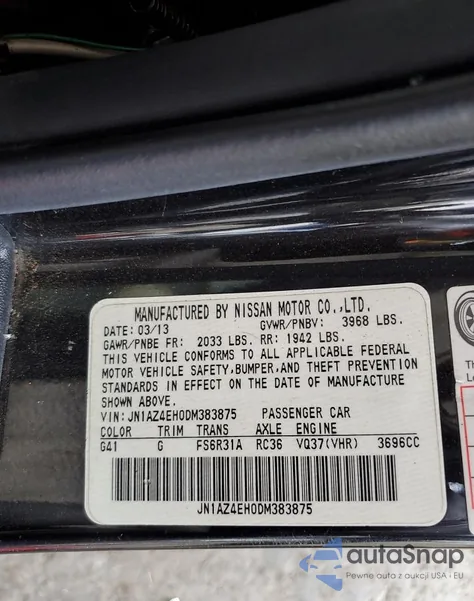 MANUFACTURED BY NISSAN MOTOR CO.,LTD.
DATE: 03/13 GVWR/PNBV: 3968 LBS.
GAWR/PNBE FR: 2033 LBS. RR: 1942 LBS.
THIS VEHICLE CONFORMS TO ALL APPLICABLE FEDERAL
MOTOR VEHICLE SAFETY,BUMPER,AND THEFT PREVENTION
STANDARDS IN EFFECT ON THE DATE OF MANUFACTURE
SHOWN ABOVE.
VIN: JN1AZ4EH0DM383875 PASSENGER CAR
COLOR TRIM TRANS AXLE ENGINE
G41 G FS6R31A RC36 VQ37(VHR) 3696CC
JN1AZ4EH0DM383875
autoSnap
Pewne auta z aukcji USA - EU